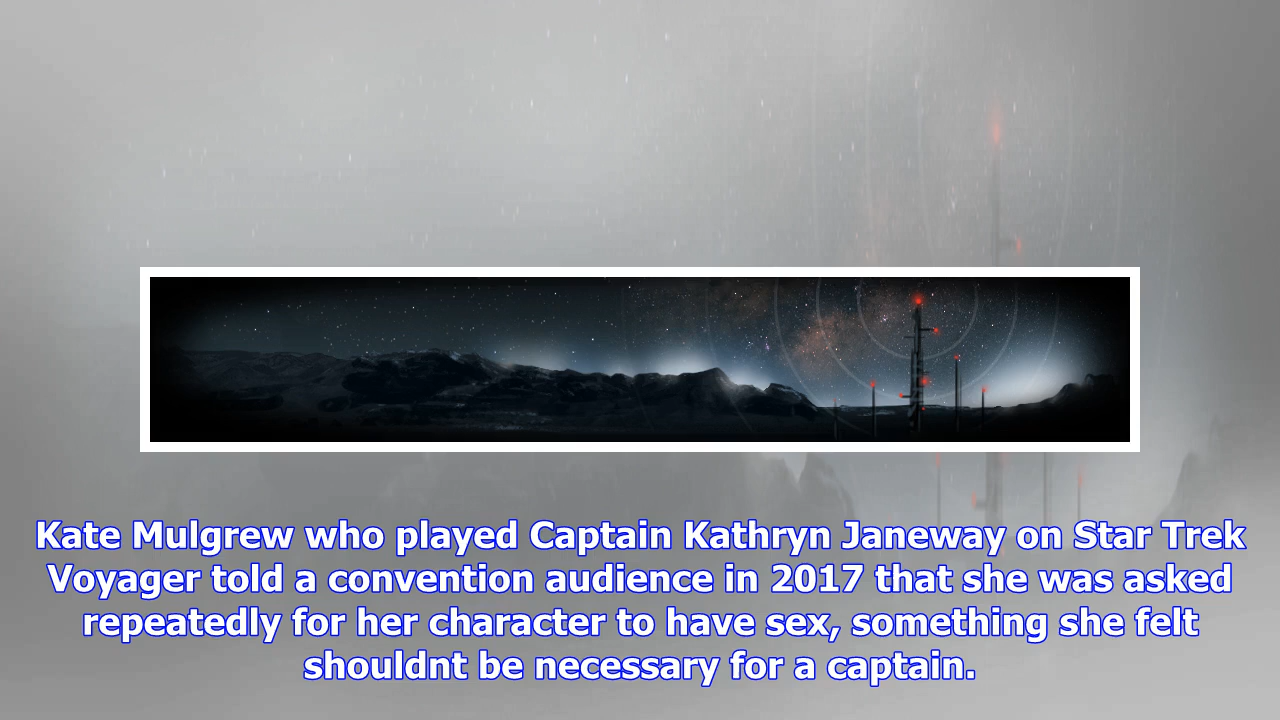 Kate Mulgrew who played Captain Kathryn Janeway on Star Trek
Voyager told a convention audience in 2017 that she was asked
repeatedly for her character to have sex, something she felt
shouldnt be necessary for a captain.